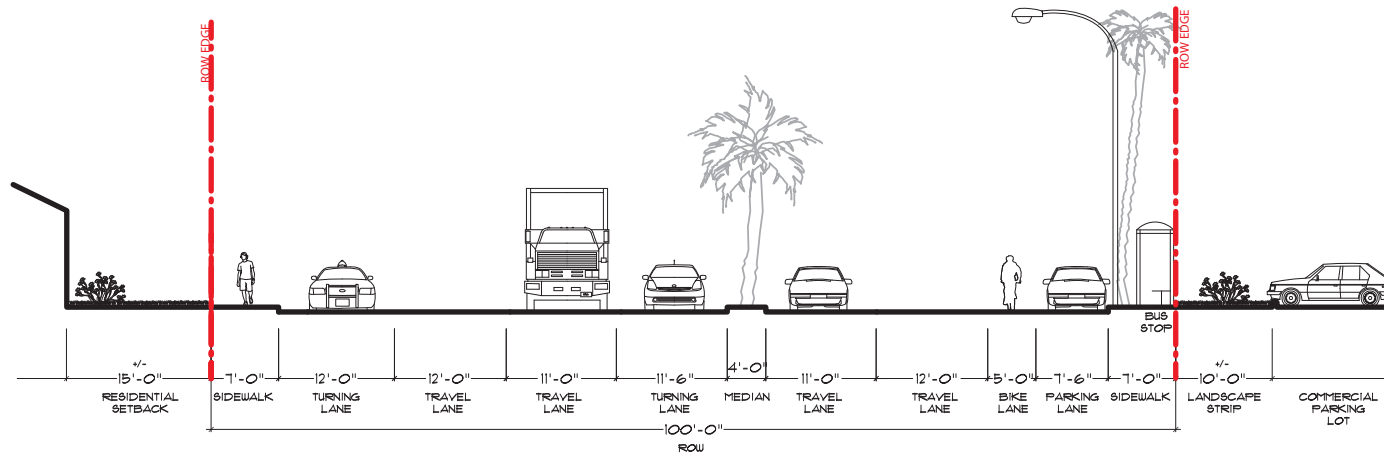 ROW EDGE
ROW EDGE
BUS
STOP
+/-
15'-0"
7'-0"
12'-0"
12'-0"
11'-0"
11'-6"
4'-0"
11'-0"
12'-0"
5'-0"
7'-6"
7'-0"
+/-
10'-0"
RESIDENTIAL
SETBACK
SIDEWALK
TURNING
LANE
TRAVEL
LANE
TRAVEL
LANE
TURNING
LANE
MEDIAN
TRAVEL
LANE
TRAVEL
LANE
BIKE
LANE
PARKING
LANE
SIDEWALK
LANDSCAPE
STRIP
COMMERCIAL
PARKING
LOT
100'-0"
ROW